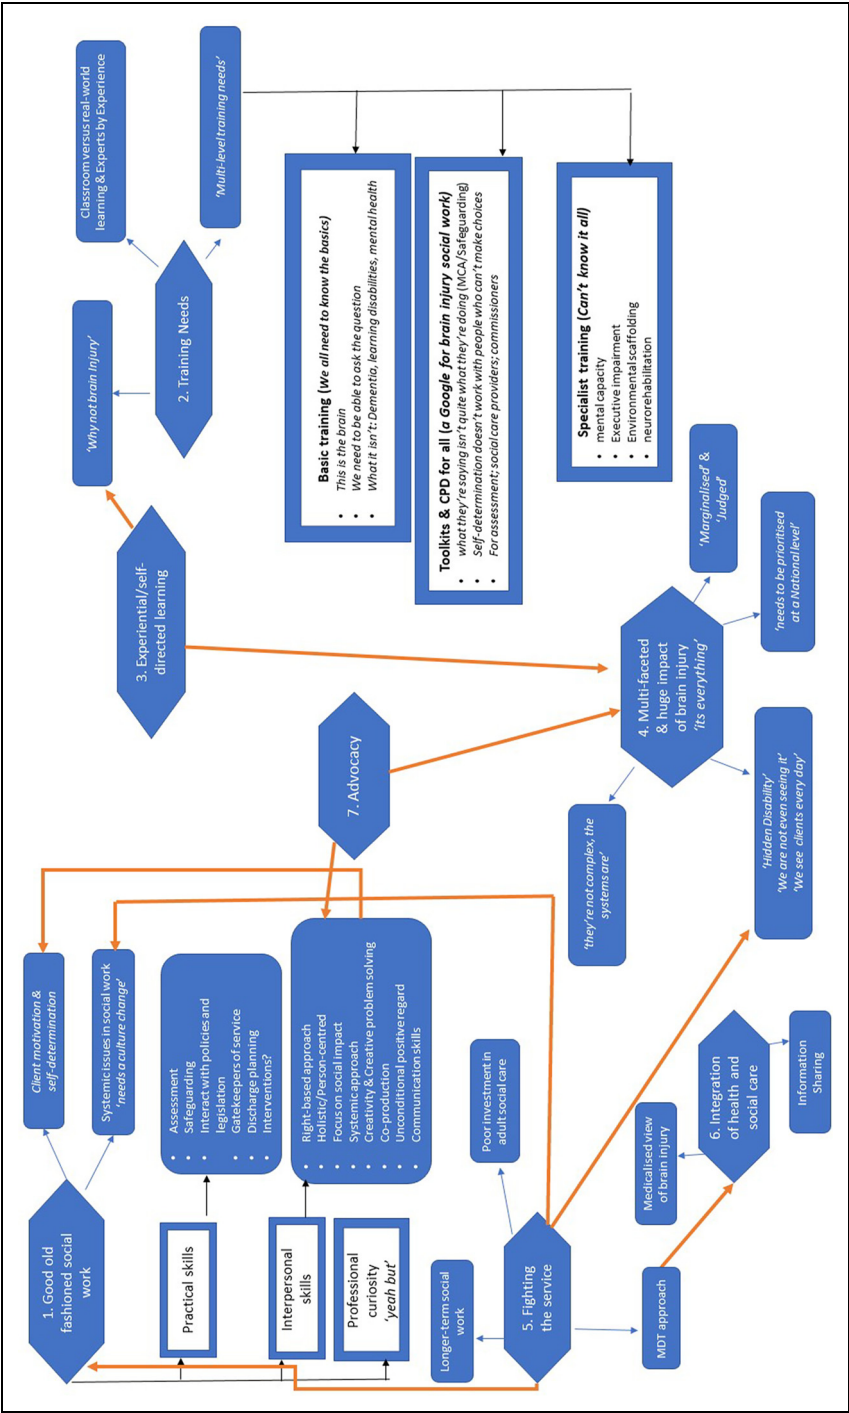 1. Good old
fashioned social
work
Client motivation &
self-determination
Systemic issues in social work
'needs a culture change'
Practical skills
• Assessment
• Safeguarding
• Interact with policies and
legislation
• Gatekeepers of service
• Discharge planning
• Interventions?
Interpersonal
skills
• Right-based approach
• Holistic/Person-centred
• Focus on social impact
• Systemic approach
• Creativity & Creative problem solving
• Co-production
• Unconditional positive regard
• Communication skills
Professional
curiosity
'yeah but'
3. Experiential/self-
directed learning
'Why not brain Injury'
2. Training Needs
Classroom versus real-world
learning & Experts by Experience
'Multi-level training needs'
Basic training (We all need to know the basics)
• This is the brain
• We need to be able to ask the question
• What it isn't: Dementia, learning disabilities, mental health
Toolkits & CPD for all (a Google for brain injury social work)
• what they're saying isn't quite what they're doing (MCA/Safeguarding)
• Self-determination doesn't work with people who can't make choices
• For assessment; social care providers; commissioners
Specialist training (Can't know it all)
• mental capacity
• Executive impairment
• Environmental scaffolding
• neurorehabilitation
7. Advocacy
5. Fighting
the service
Longer-term social
work
Poor investment in
adult social care
MDT approach
6. Integration
of health and
social care
Medicalised view
of brain injury
Information
Sharing
4. Multi-faceted
& huge impact
of brain injury
'its everything'
'they're not complex, the
systems are'
'Marginalised' &
'Judged'
'needs to be prioritised
at a National level'
'Hidden Disability'
'We are not even seeing it'
'We see clients every day'